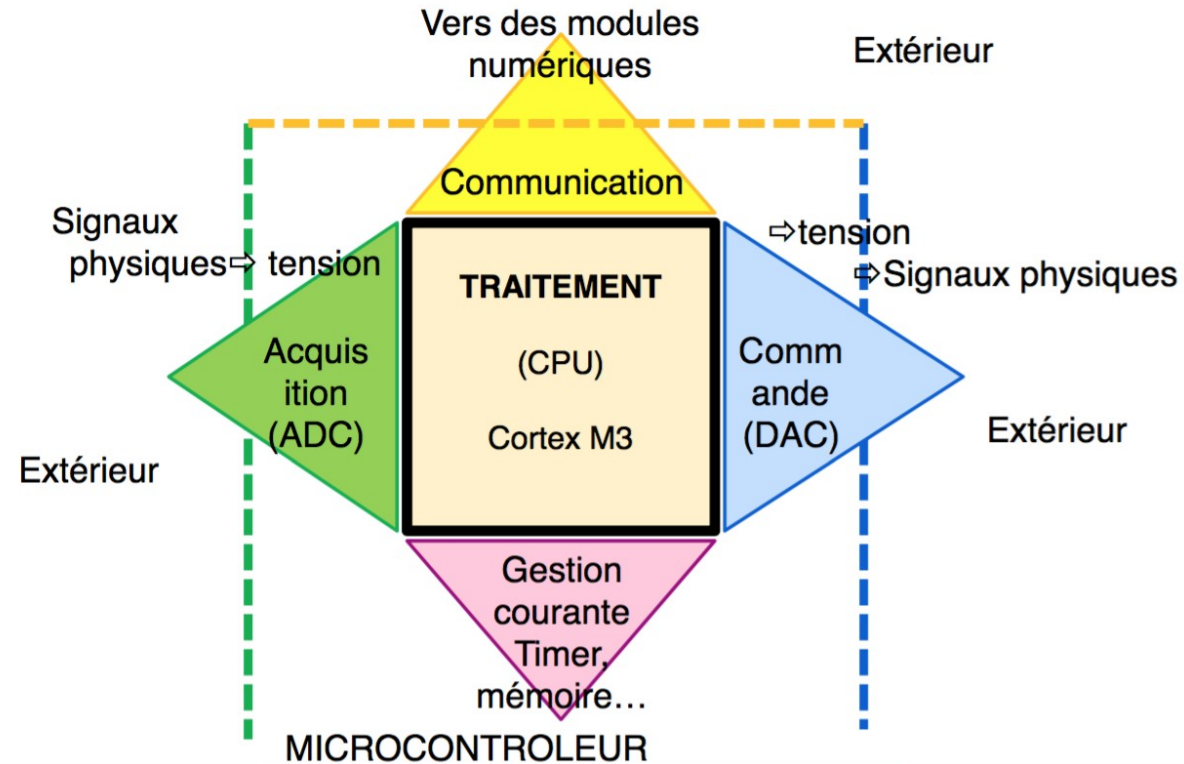 Vers des modules
numériques
Extérieur
Communication
Signaux
physiques⇨ tension
⇨tension
⇨Signaux physiques
TRAITEMENT
(CPU)
Cortex M3
Acquis
ition
(ADC)
Comm
ande
(DAC)
Extérieur
Extérieur
Gestion
courante
Timer,
mémoire…
MICROCONTROLEUR